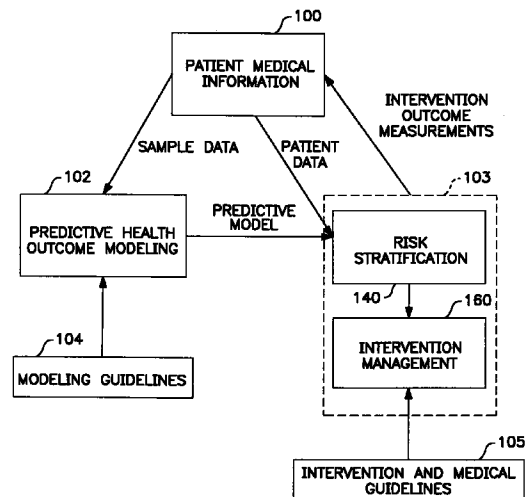 100
PATIENT MEDICAL
INFORMATION
INTERVENTION
OUTCOME
MEASUREMENTS
SAMPLE DATA
PATIENT
DATA
102
103
PREDICTIVE HEALTH
OUTCOME MODELING
PREDICTIVE
MODEL
RISK
STRATIFICATION
140
160
INTERVENTION
MANAGEMENT
104
MODELING GUIDELINES
105
INTERVENTION AND MEDICAL
GUIDELINES